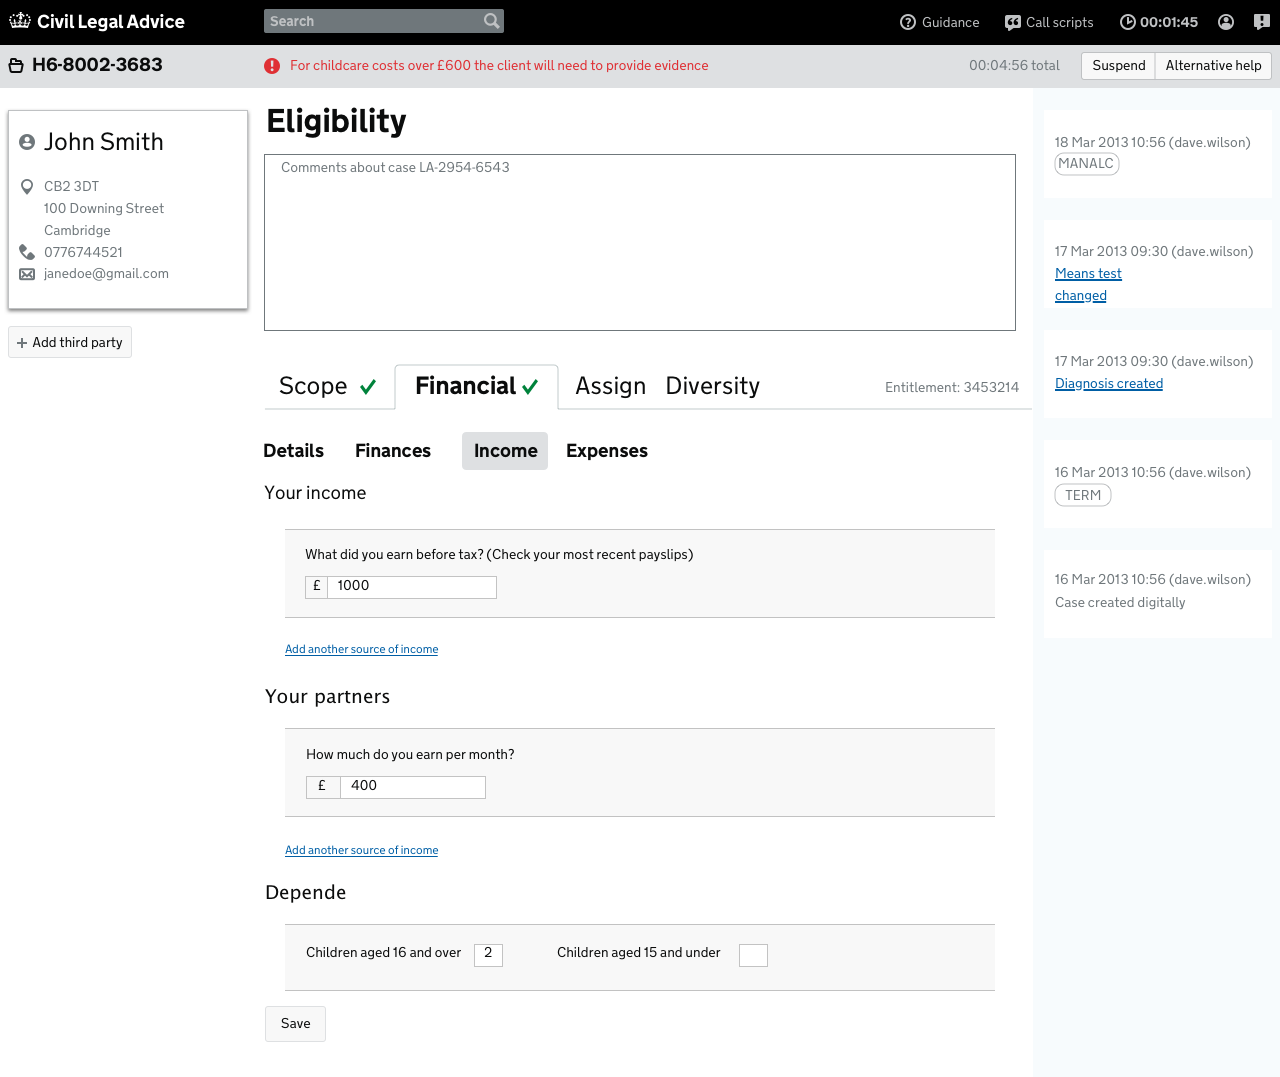 Civil Legal Advice
Search
Guidance
Call scripts
00:01:45
H6-8002-3683
For childcare costs over £600 the client will need to provide evidence
00:04:56 total
Suspend
Alternative help
John Smith
CB2 3DT
100 Downing Street
Cambridge
0776744521
janedoe@gmail.com
Add third party
Eligibility
Comments about case LA-2954-6543
Scope
Financial
Assign
Diversity
Entitlement: 3453214
Details
Finances
Income
Expenses
Your income
What did you earn before tax? (Check your most recent payslips)
£ 1000
Add another source of income
Your partners
How much do you earn per month?
£ 400
Add another source of income
Depende
Children aged 16 and over 2
Children aged 15 and under
Save
18 Mar 2013 10:56 (dave.wilson)
MANALC
17 Mar 2013 09:30 (dave.wilson)
Means test
changed
17 Mar 2013 09:30 (dave.wilson)
Diagnosis created
16 Mar 2013 10:56 (dave.wilson)
TERM
16 Mar 2013 10:56 (dave.wilson)
Case created digitally